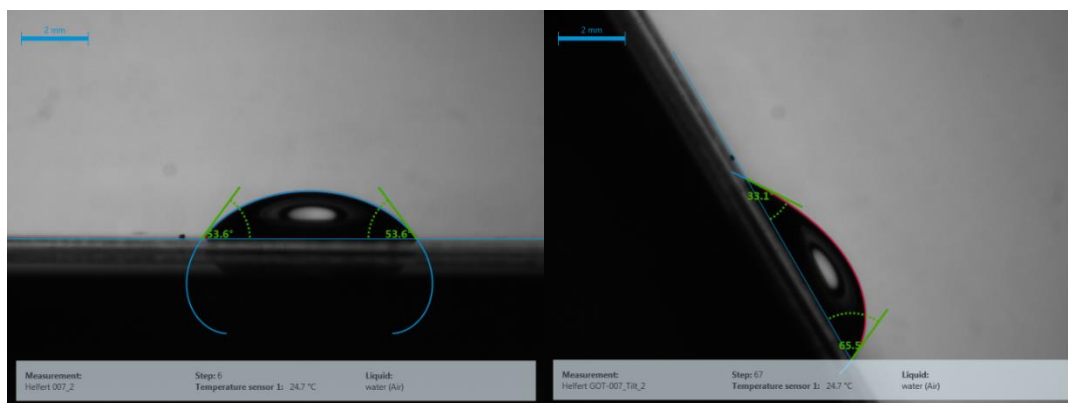 2 mm
53.6°
53.6°
Measurement:
Helfert 007_2
Step: 6
Temperature sensor 1: 24.7 °C
Liquid:
water (Air)
2 mm
33.1
65.5
Measurement:
Helfert GOT-007_Tilt_2
Step: 67
Temperature sensor 1: 24.7 °C
Liquid:
water (Air)